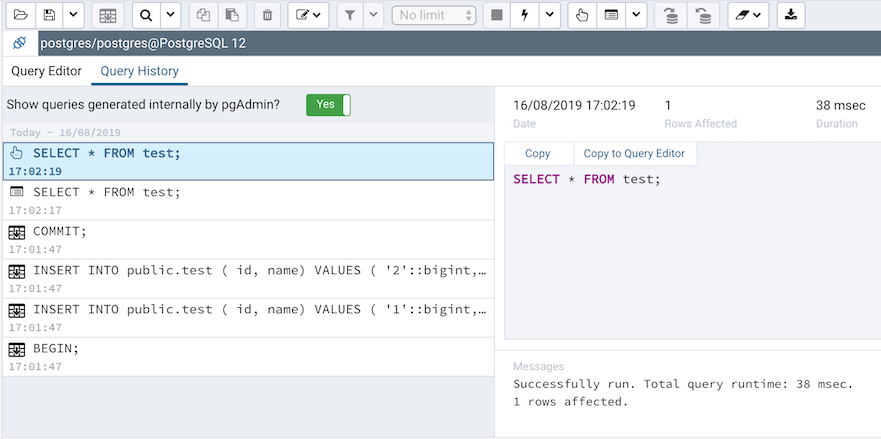 No limit
postgres/postgres@PostgreSQL 12
Query Editor Query History
Show queries generated internally by pgAdmin? Yes
Today - 16/08/2019
SELECT * FROM test;
17:02:19
SELECT * FROM test;
17:02:17
COMMIT;
17:01:47
INSERT INTO public.test ( id, name) VALUES ( '2'::bigint,…
17:01:47
INSERT INTO public.test ( id, name) VALUES ( '1'::bigint,…
17:01:47
BEGIN;
17:01:47
16/08/2019 17:02:19 1 38 msec
Date Rows Affected Duration
Copy Copy to Query Editor
SELECT * FROM test;
Messages
Successfully run. Total query runtime: 38 msec.
1 rows affected.